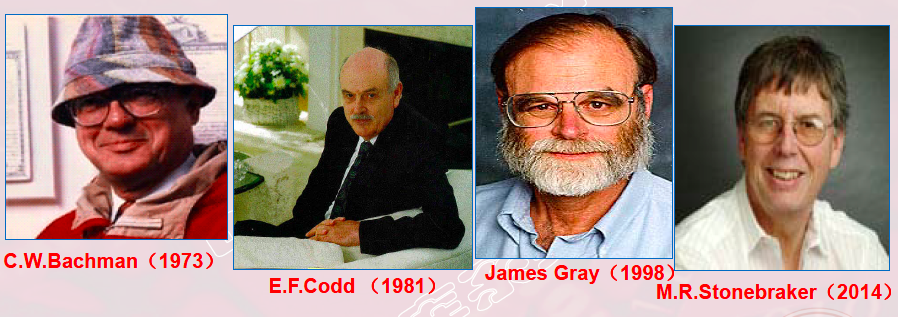 C.W.Bachman（1973）
E.F.Codd （1981）
James Gray（1998）
M.R.Stonebraker（2014）